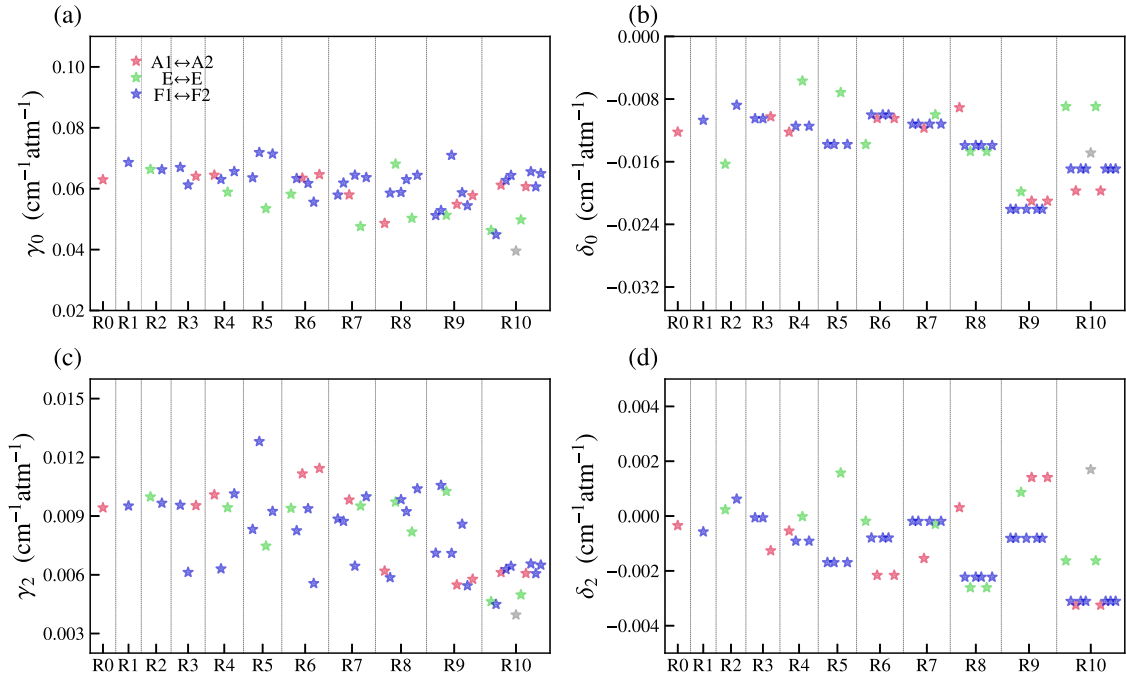 (a)
γ0 (cm−1atm−1)
0.10
0.08
0.06
0.04
0.02
A1↔A2
E↔E
F1↔F2
R0 R1 R2 R3 R4 R5 R6 R7 R8 R9 R10
(b)
δ0 (cm−1atm−1)
0.000
−0.008
−0.016
−0.024
−0.032
R0 R1 R2 R3 R4 R5 R6 R7 R8 R9 R10
(c)
γ2 (cm−1atm−1)
0.015
0.012
0.009
0.006
0.003
R0 R1 R2 R3 R4 R5 R6 R7 R8 R9 R10
(d)
δ2 (cm−1atm−1)
0.004
0.002
0.000
−0.002
−0.004
R0 R1 R2 R3 R4 R5 R6 R7 R8 R9 R10